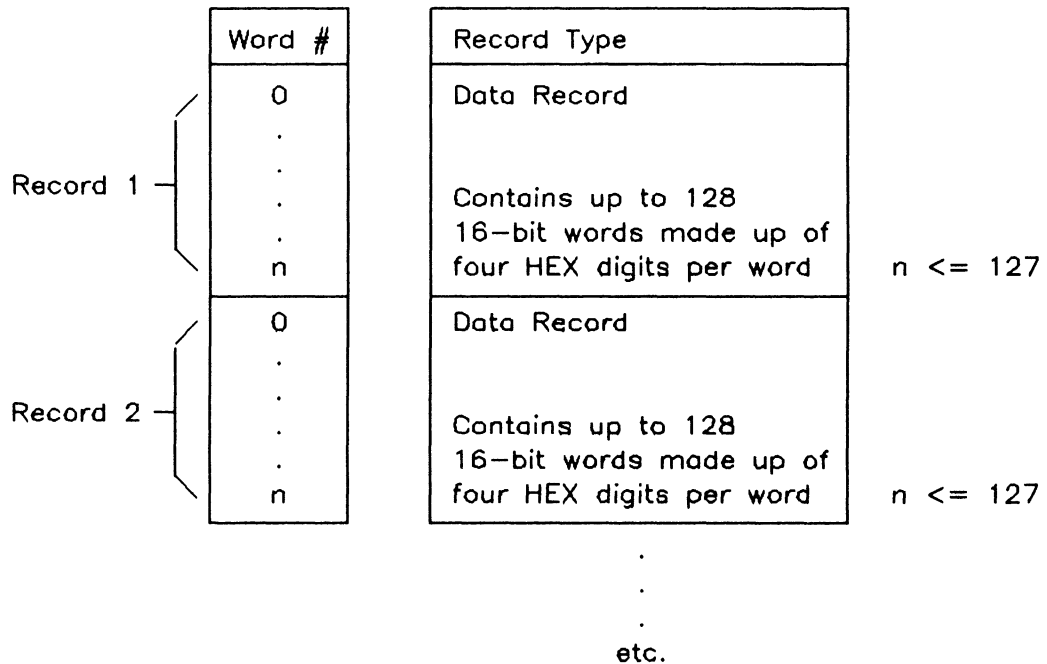 Word #
Record Type
0
Data Record
.
.
Record 1
.
Contains up to 128
16-bit words made up of
.
n
four HEX digits per word
n <= 127
0
Data Record
.
.
Record 2
.
Contains up to 128
16-bit words made up of
.
n
four HEX digits per word
n <= 127
.
.
.
etc.